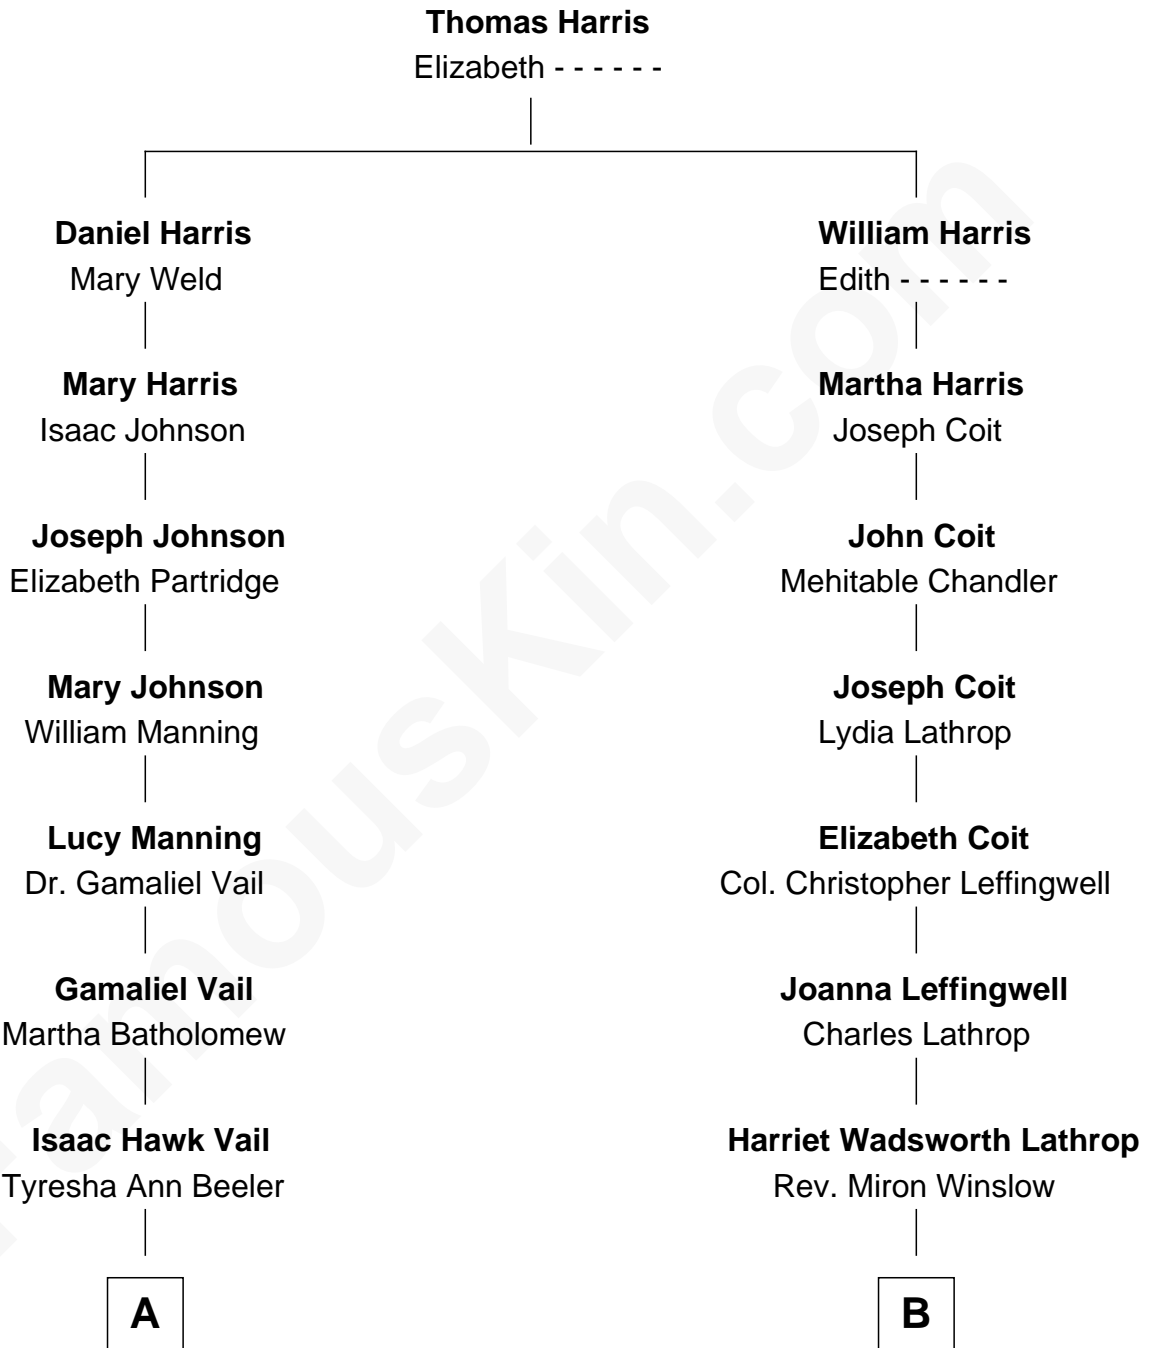 Thomas Harris
Elizabeth - - - - - -
Daniel Harris
Mary Weld
Mary Harris
Isaac Johnson
Joseph Johnson
Elizabeth Partridge
Mary Johnson
William Manning
Lucy Manning
Dr. Gamaliel Vail
Gamaliel Vail
Martha Batholomew
Isaac Hawk Vail
Tyresha Ann Beeler
A
William Harris
Edith - - - - - -
Martha Harris
Joseph Coit
John Coit
Mehitable Chandler
Joseph Coit
Lydia Lathrop
Elizabeth Coit
Col. Christopher Leffingwell
Joanna Leffingwell
Charles Lathrop
Harriet Wadsworth Lathrop
Rev. Miron Winslow
B
FamousKin.com